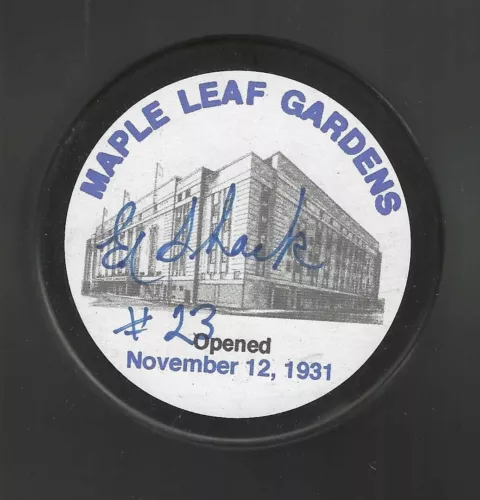 MAPLE LEAF GARDENS
Ed Shack
# 23
Opened
November 12, 1931